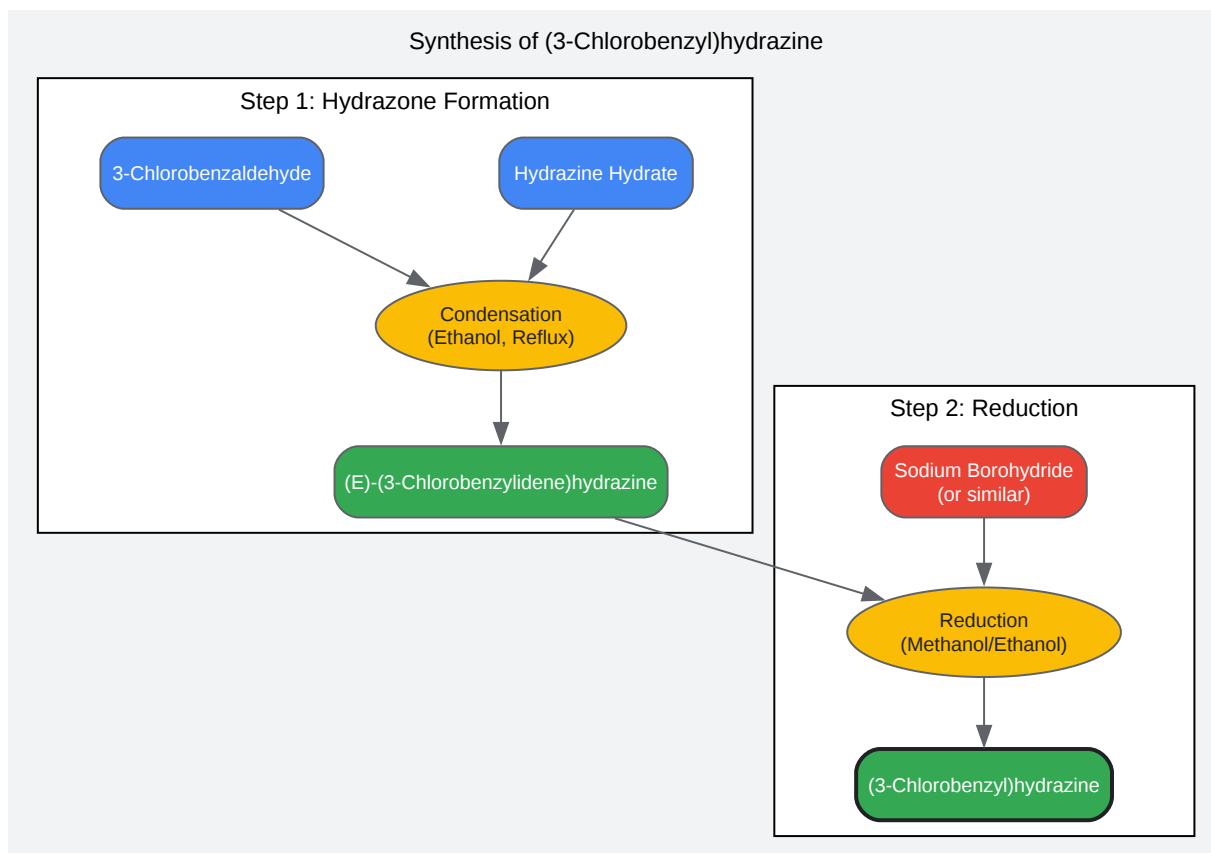 Synthesis of (3-Chlorobenzyl)hydrazine
Step 1: Hydrazone Formation
3-Chlorobenzaldehyde
Hydrazine Hydrate
Condensation
(Ethanol, Reflux)
(E)-(3-Chlorobenzylidene)hydrazine
Step 2: Reduction
Sodium Borohydride
(or similar)
Reduction
(Methanol/Ethanol)
(3-Chlorobenzyl)hydrazine